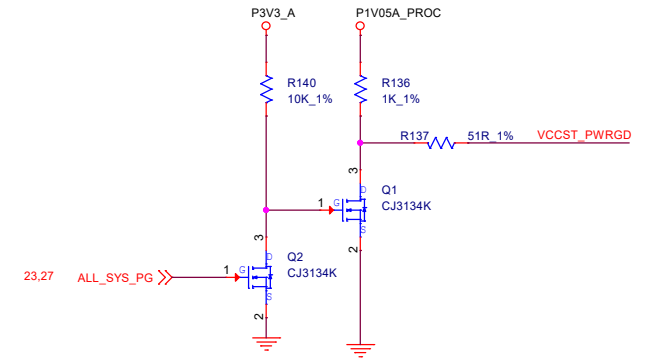 P3V3_A P1V05A_PROC
R140 R136
10K_1% 1K_1%
R137 51R_1% VCCST_PWRGD
3
D Q1
1 G CJ3134K
S
3 2
D Q2
1 G CJ3134K
23,27 ALL_SYS_PG
S
2